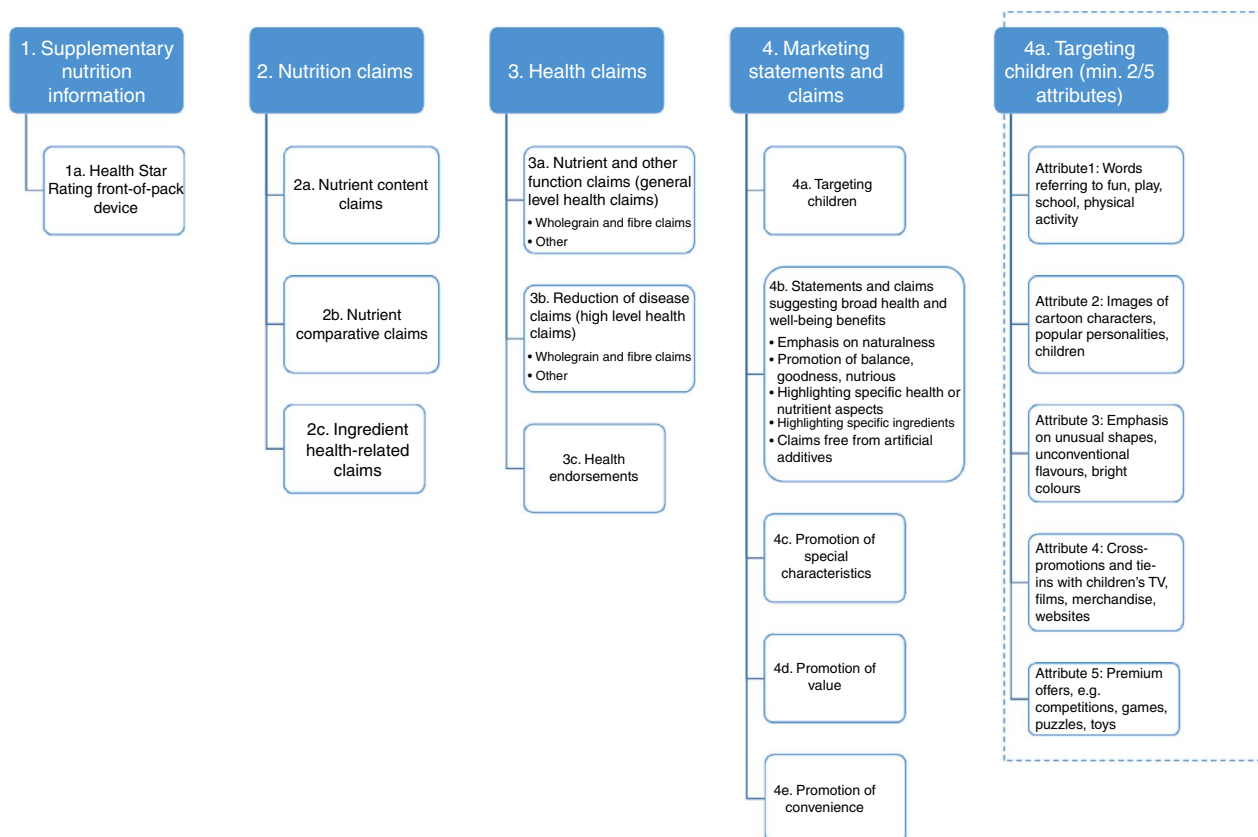 1. Supplementary
nutrition
information
1a. Health Star
Rating front-of-pack
device
2. Nutrition claims
2a. Nutrient content
claims
2b. Nutrient
comparative claims
2c. Ingredient
health-related
claims
3. Health claims
3a. Nutrient and other
function claims (general
level health claims)
• Wholegrain and fibre claims
• Other
3b. Reduction of disease
claims (high level health
claims)
• Wholegrain and fibre claims
• Other
3c. Health
endorsements
4. Marketing
statements and
claims
4a. Targeting
children
4b. Statements and claims
suggesting broad health and
well-being benefits
• Emphasis on naturalness
• Promotion of balance,
goodness, nutrious
• Highlighting specific health or
nutritient aspects
• Highlighting specific ingredients
• Claims free from artificial
additives
4c. Promotion of
special
characteristics
4d. Promotion of
value
4e. Promotion of
convenience
4a. Targeting
children (min. 2/5
attributes)
Attribute1: Words
referring to fun, play,
school, physical
activity
Attribute 2: Images of
cartoon characters,
popular personalities,
children
Attribute 3: Emphasis
on unusual shapes,
unconventional
flavours, bright
colours
Attribute 4: Cross-
promotions and tie-
ins with children's TV,
films, merchandise,
websites
Attribute 5: Premium
offers, e.g.
competitions, games,
puzzles, toys